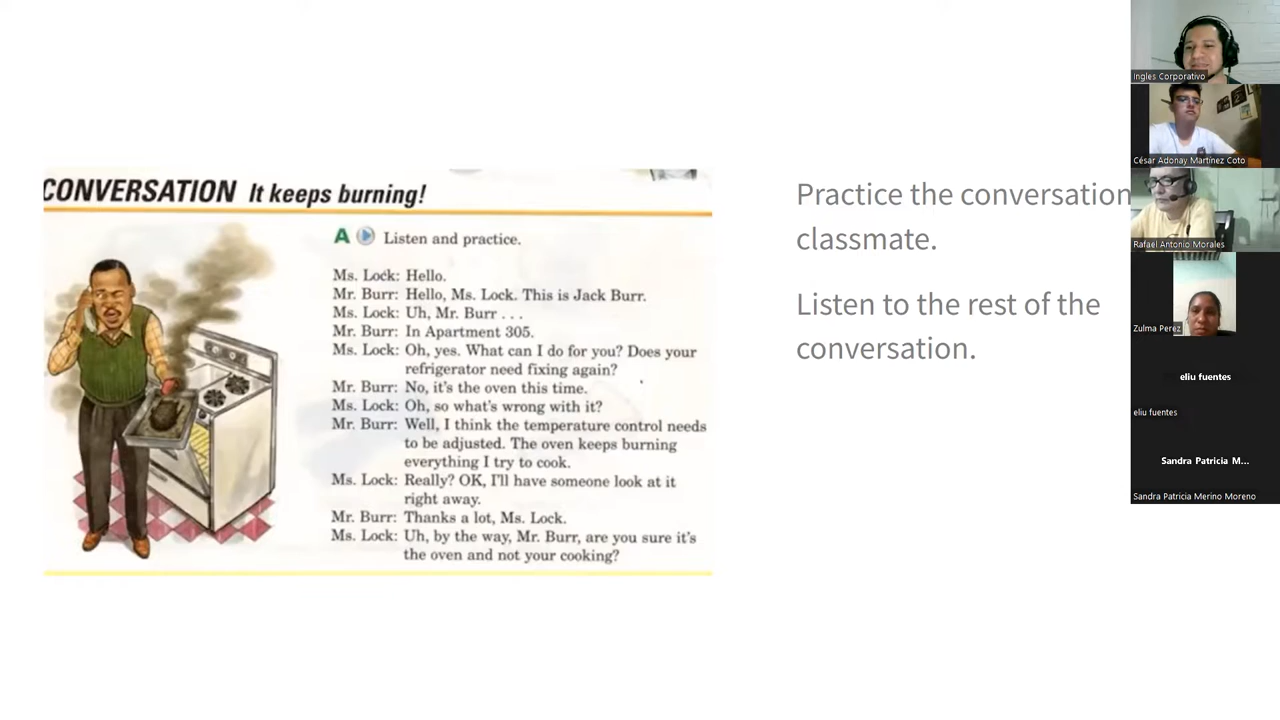 CONVERSATION It keeps burning!
A Listen and practice.
Ms. Lock: Hello.
Mr. Burr: Hello, Ms. Lock. This is Jack Burr.
Ms. Lock: Uh, Mr. Burr . . .
Mr. Burr: In Apartment 305.
Ms. Lock: Oh, yes. What can I do for you? Does your
refrigerator need fixing again?
Mr. Burr: No, it's the oven this time.
Ms. Lock: Oh, so what's wrong with it?
Mr. Burr: Well, I think the temperature control needs
to be adjusted. The oven keeps burning
everything I try to cook.
Ms. Lock: Really? OK, I'll have someone look at it
right away.
Mr. Burr: Thanks a lot, Ms. Lock.
Ms. Lock: Uh, by the way, Mr. Burr, are you sure it's
the oven and not your cooking?
Practice the conversation
classmate.
Listen to the rest of the
conversation.
Ingles Corporativo
César Adonay Martínez Coto
Rafael Antonio Morales
Zulma Perez
eliu fuentes
eliu fuentes
Sandra Patricia M...
Sandra Patricia Merino Moreno